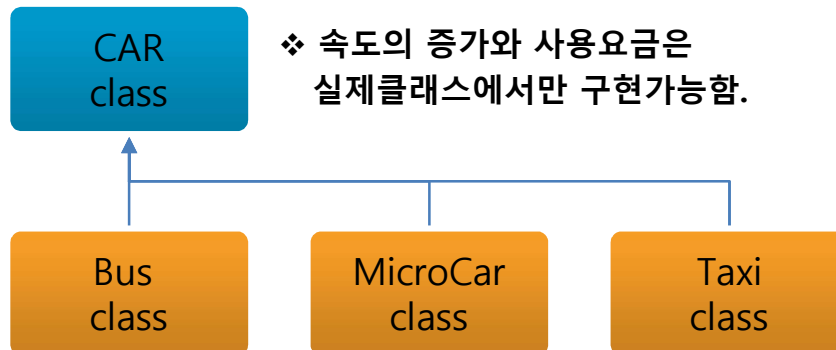 CAR
class
❖ 속도의 증가와 사용요금은
실제클래스에서만 구현가능함.
Bus
class
MicroCar
class
Taxi
class